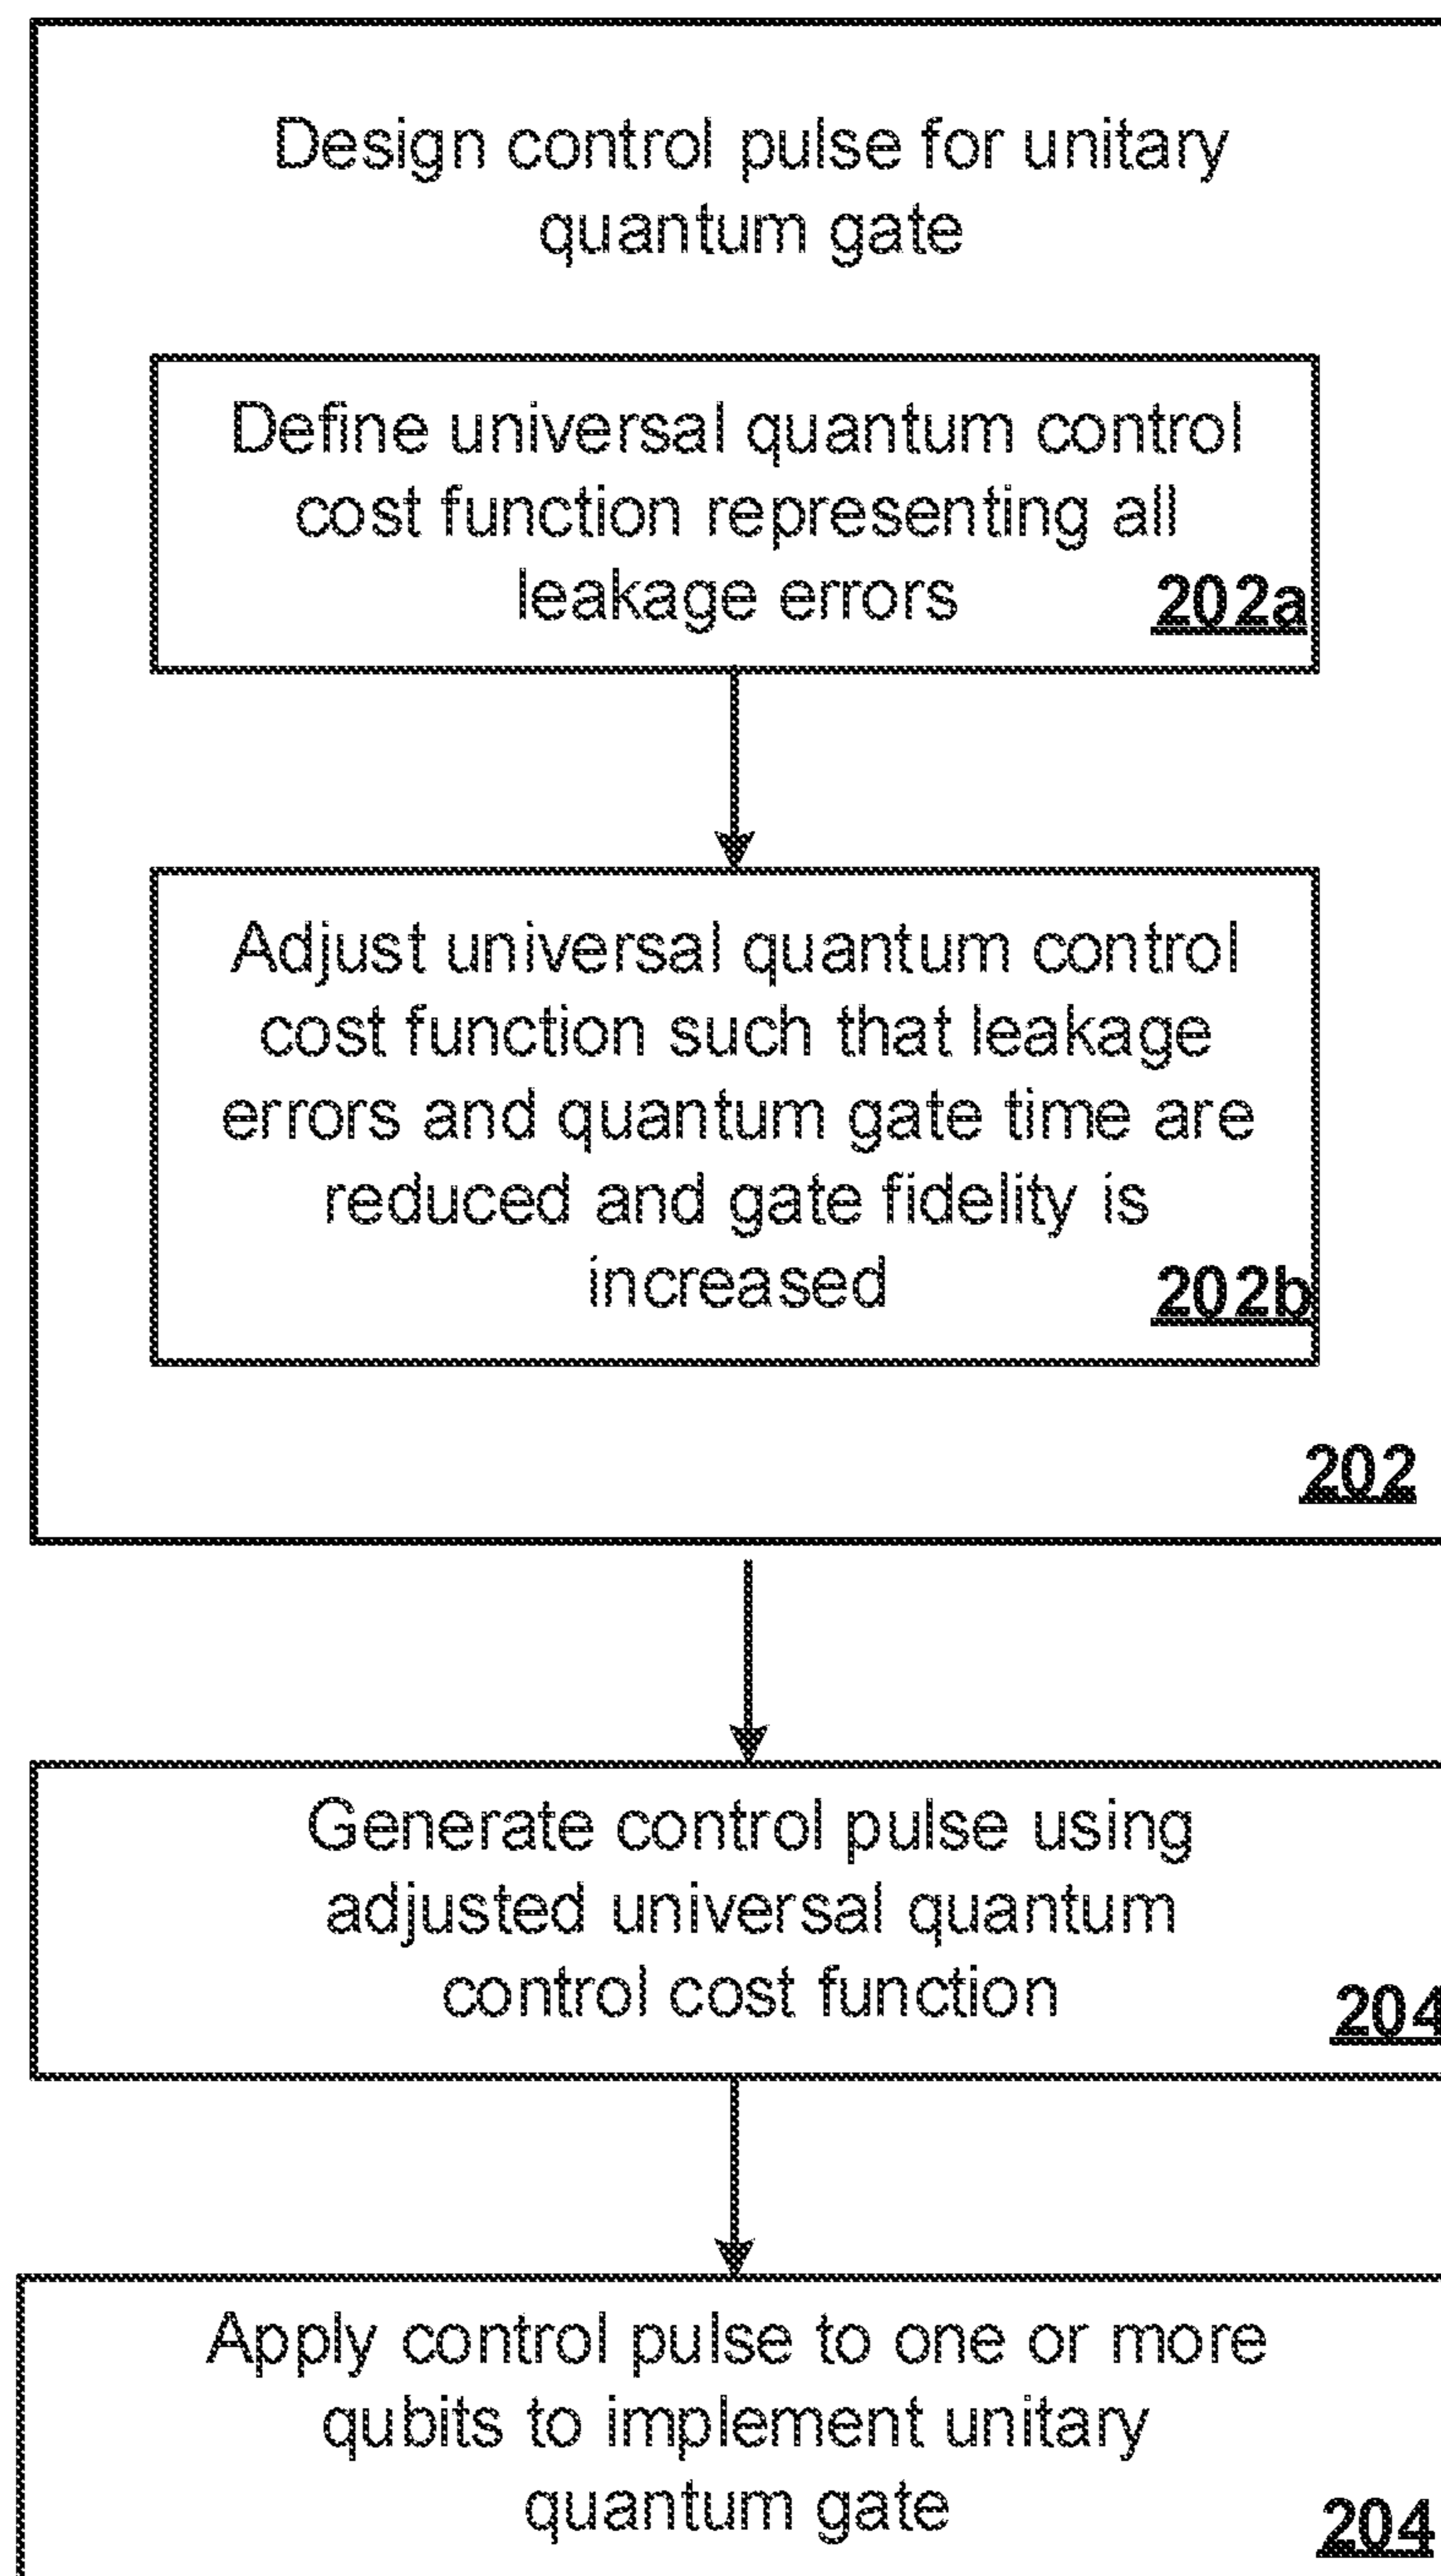 Design control pulse for unitary
quantum gate
Define universal quantum control
cost function representing all
leakage errors
202a
Adjust universal quantum control
cost function such that leakage
errors and quantum gate time are
reduced and gate fidelity is
increased
202b
202
Generate control pulse using
adjusted universal quantum
control cost function
204
Apply control pulse to one or more
qubits to implement unitary
quantum gate
204